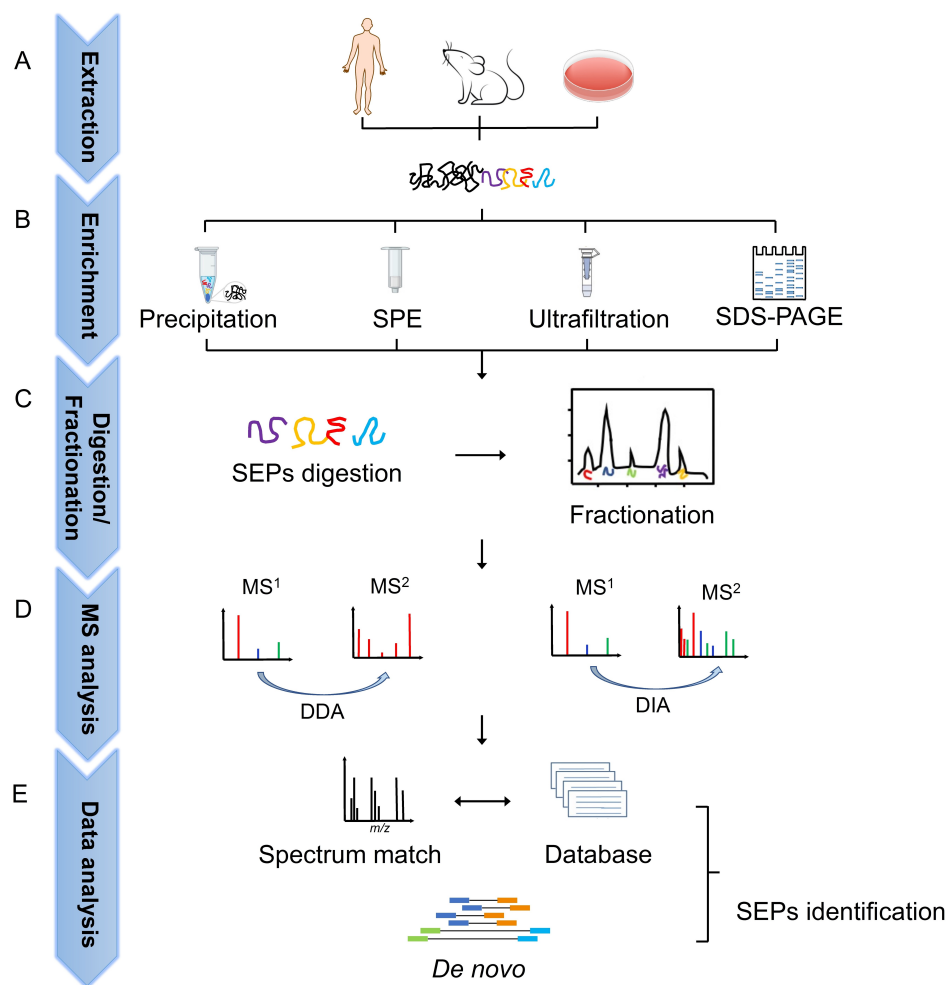 A
Extraction
B
Enrichment
Precipitation
SPE
Ultrafiltration
SDS-PAGE
C
Digestion/
Fractionation
SEPs digestion
Fractionation
D
MS analysis
MS¹
MS²
DDA
MS¹
MS²
DIA
E
Data analysis
m/z
Spectrum match
Database
De novo
SEPs identification